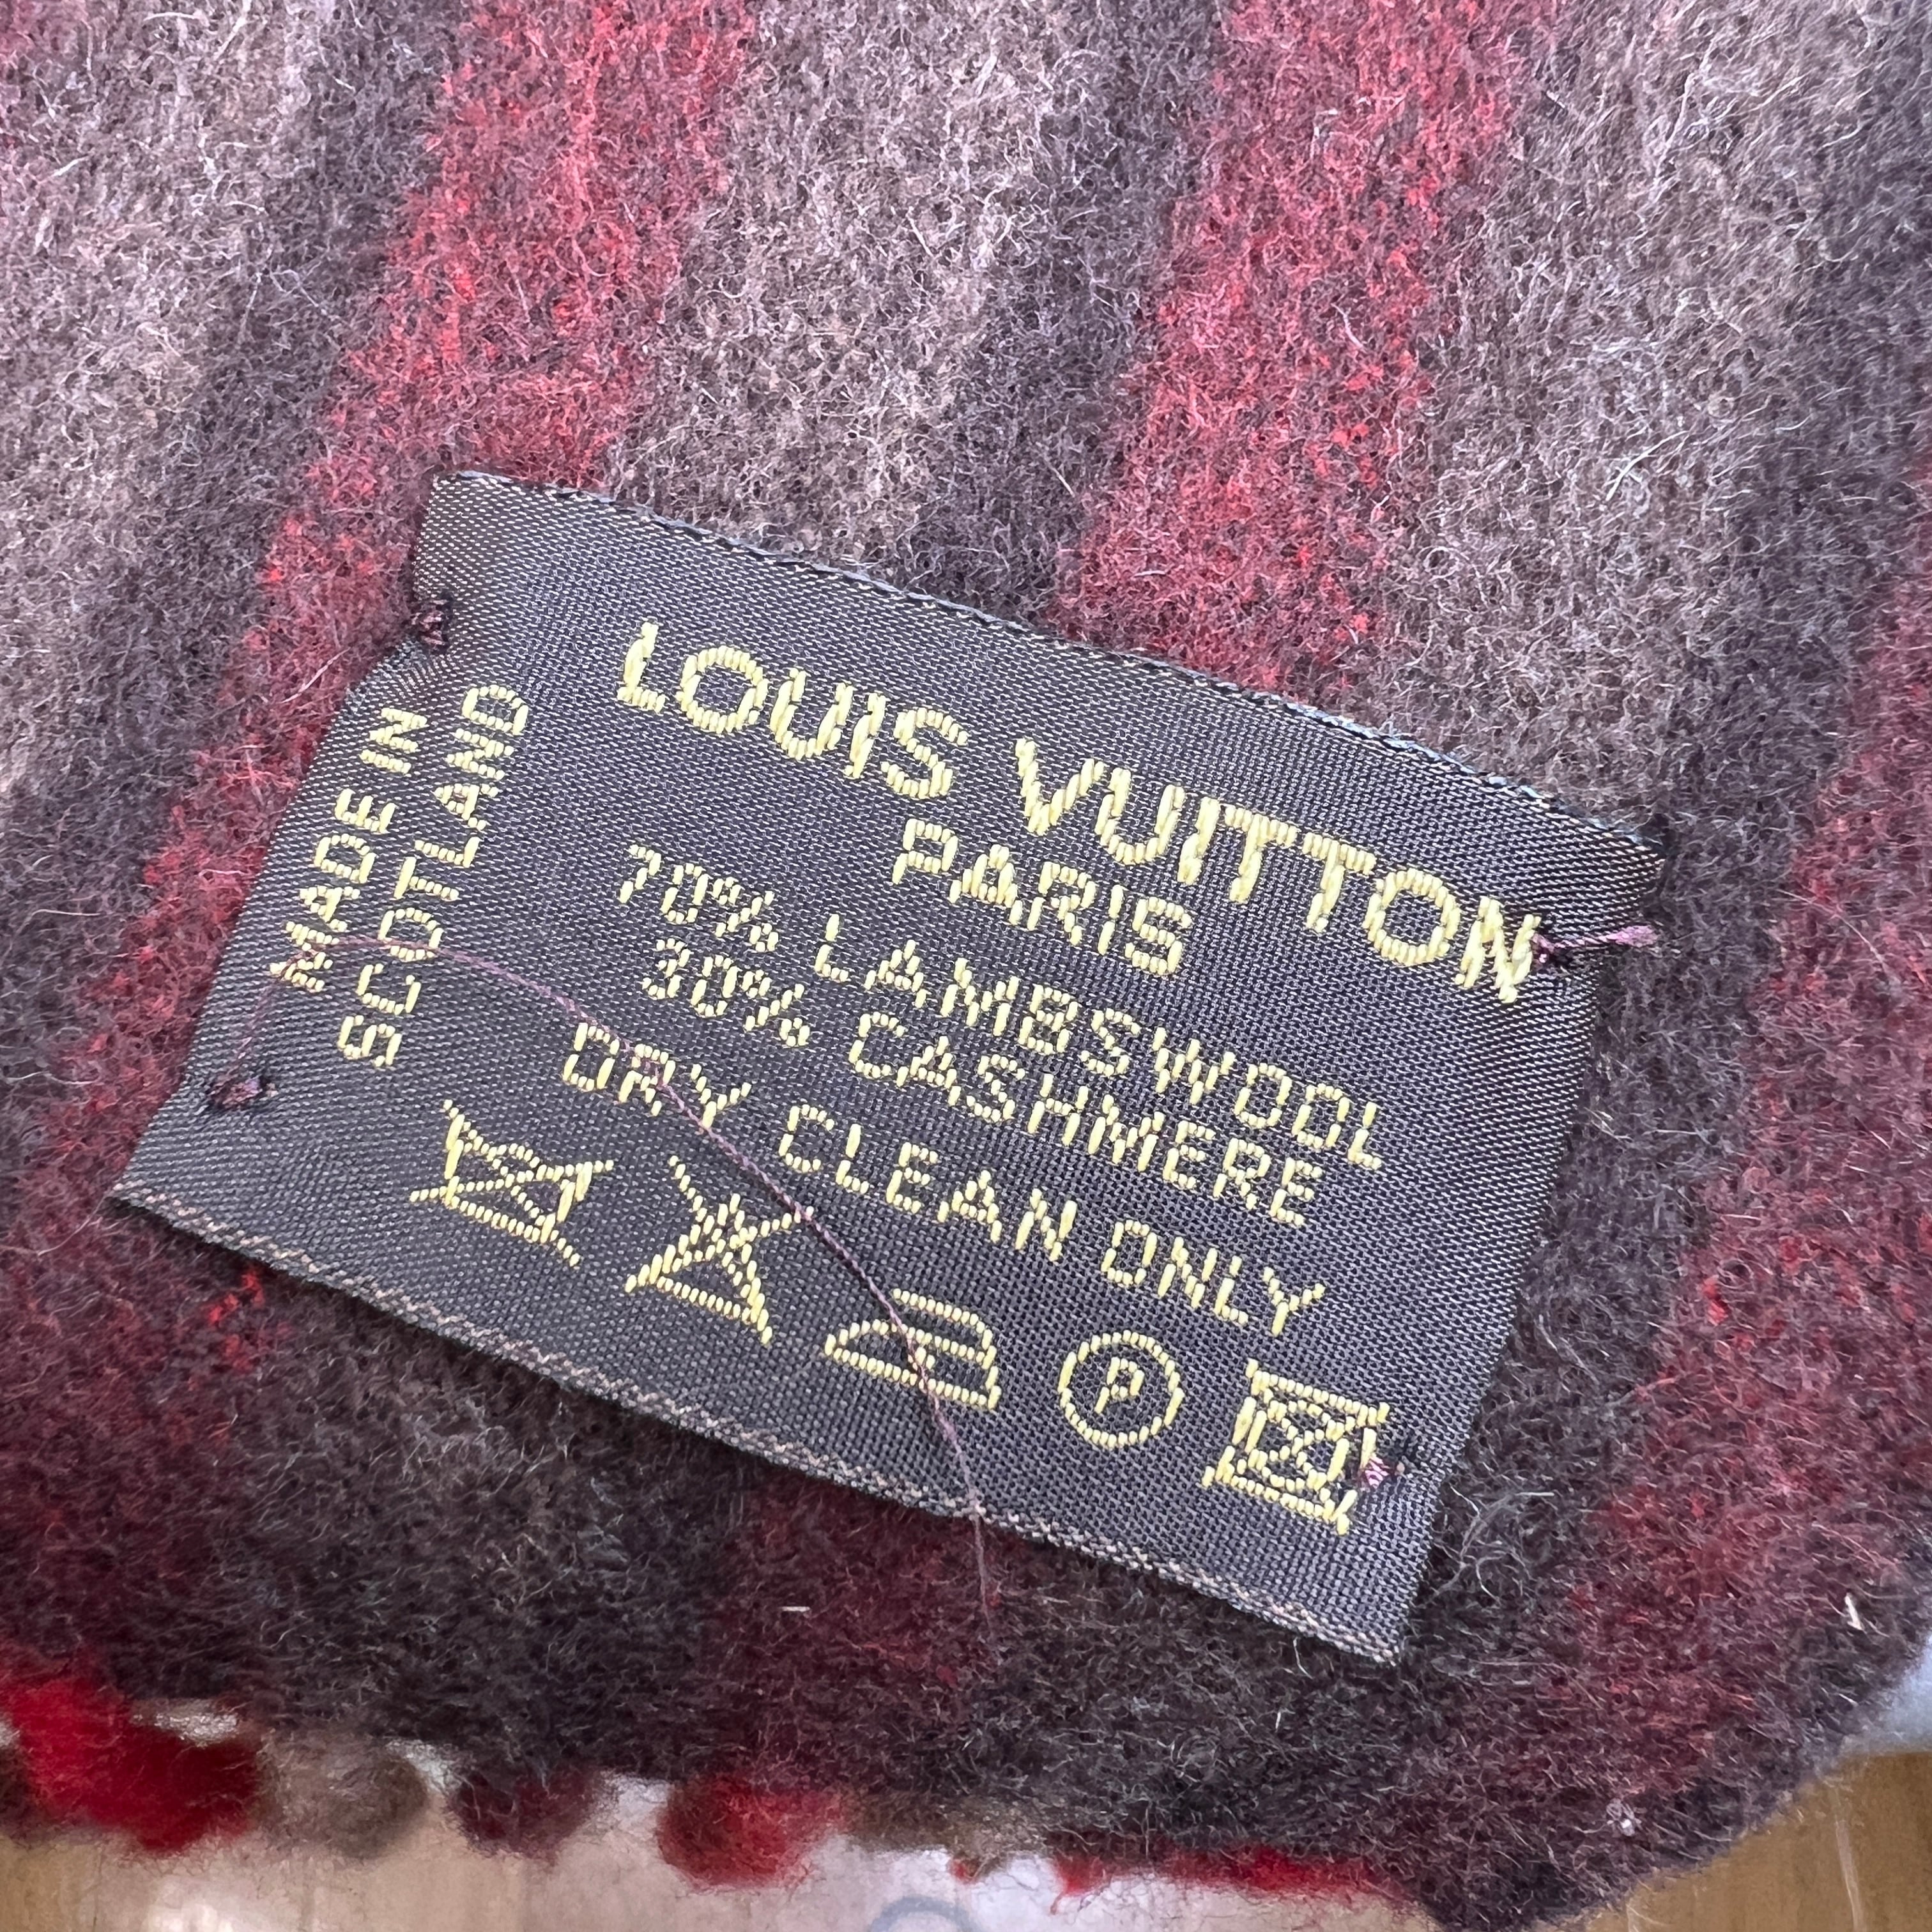 LOUIS VUITTON
PARIS
70% LAMBSWOOL
30% CASHMERE
DRY CLEAN ONLY
P
MADE IN
SCOTLAND